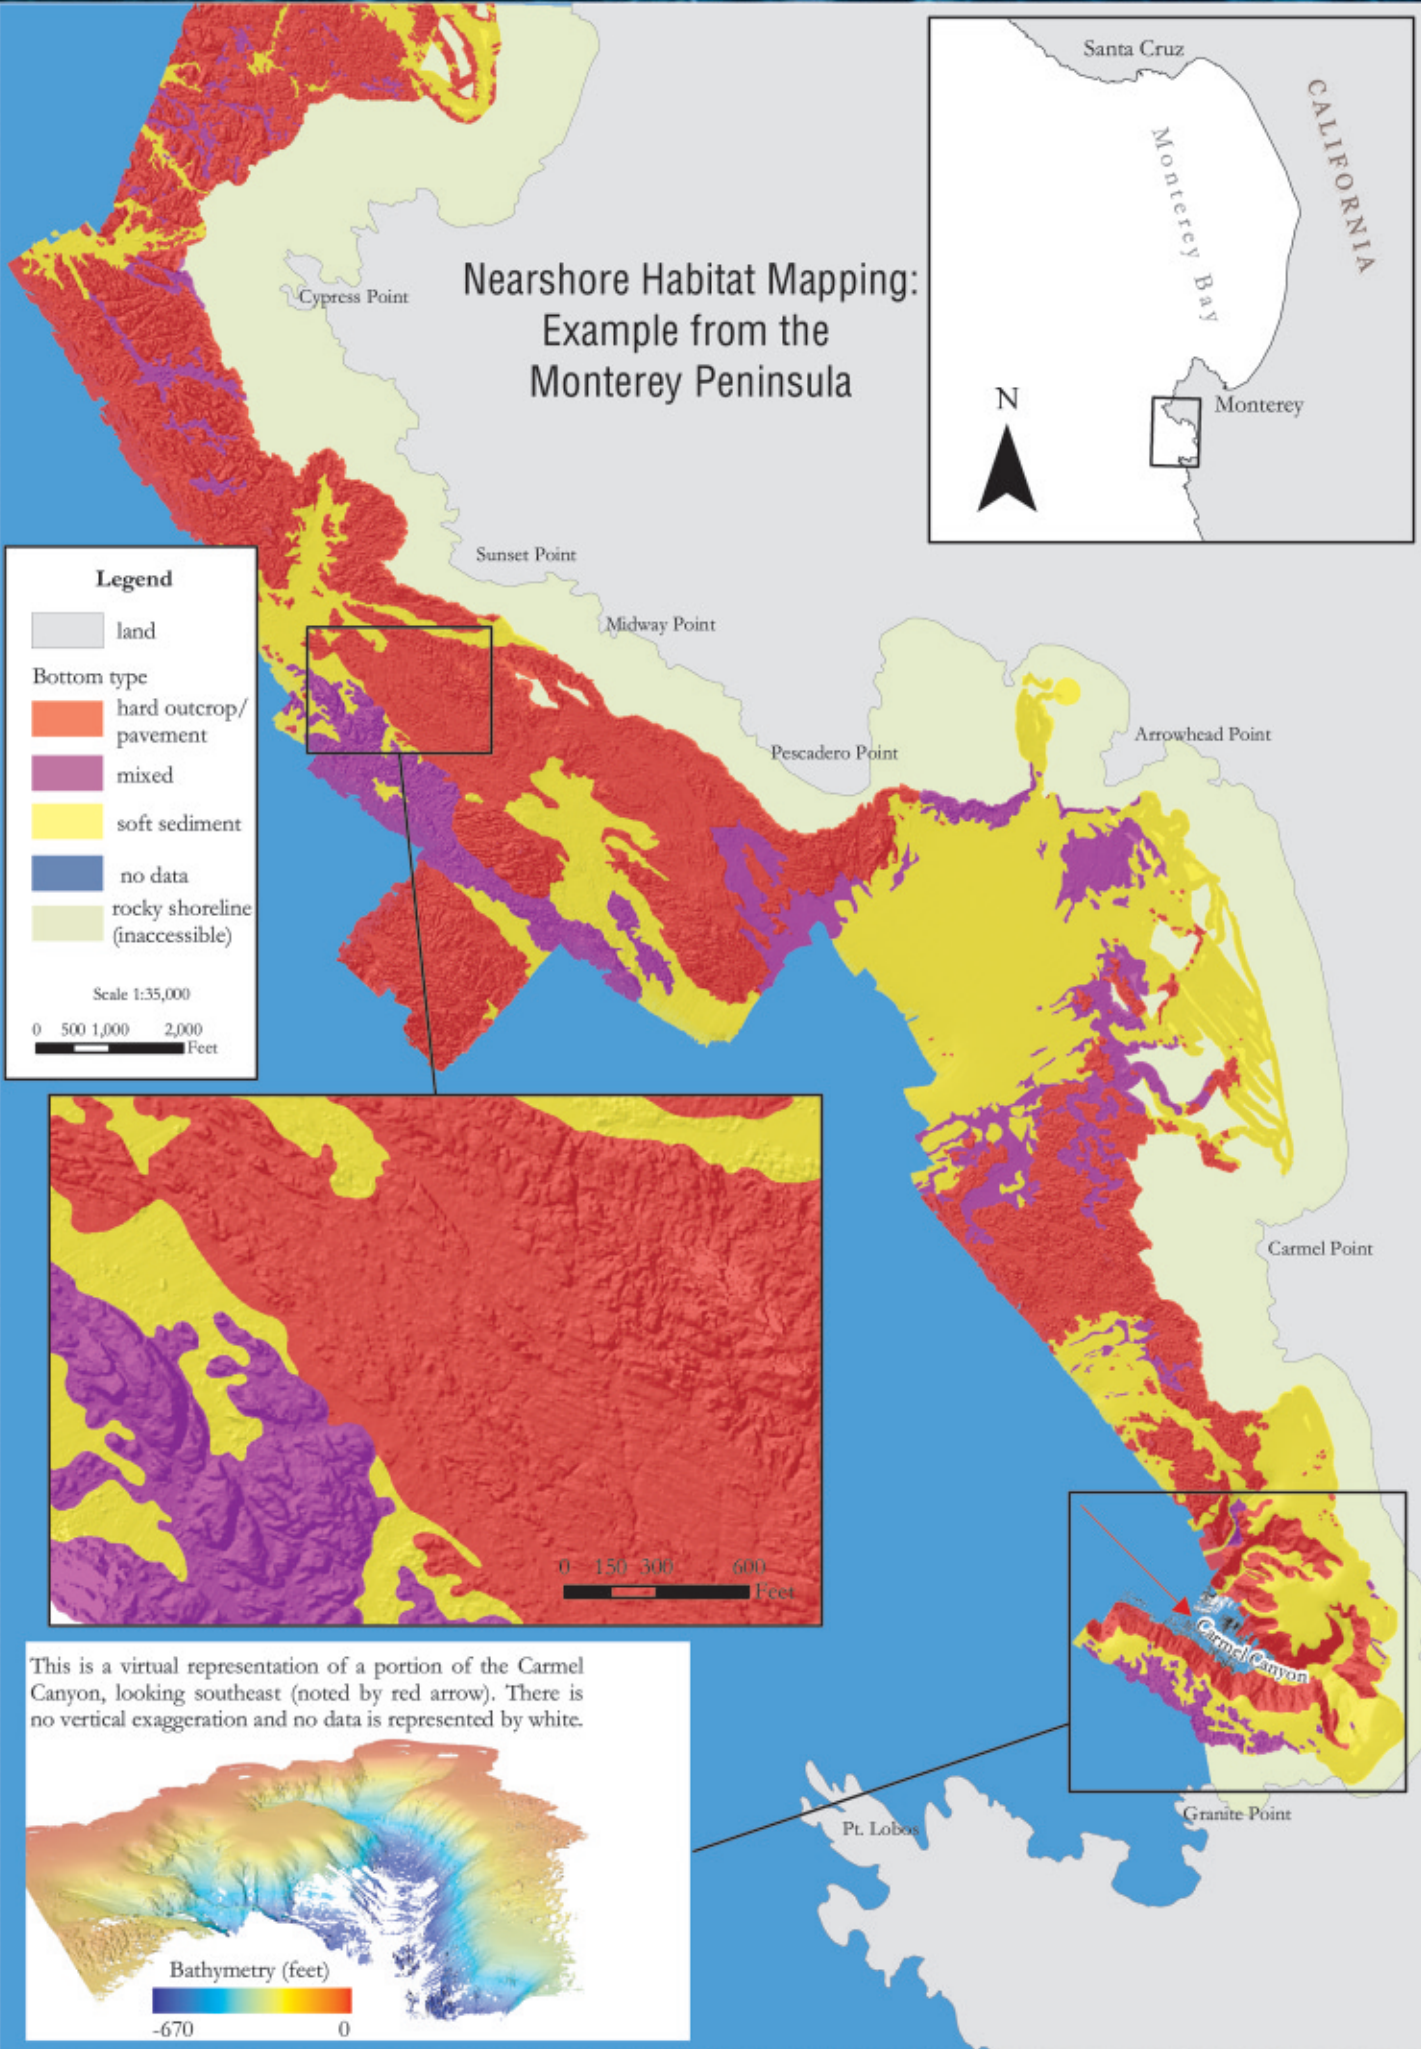 Santa Cruz
CALIFORNIA
Monterey Bay
N
Monterey
Nearshore Habitat Mapping:
Example from the
Monterey Peninsula
Cypress Point
Sunset Point
Midway Point
Pescadero Point
Arrowhead Point
Carmel Point
Carmel Canyon
Granite Point
Pt. Lobos
Legend
land
Bottom type
hard outcrop/
pavement
mixed
soft sediment
no data
rocky shoreline
(inaccessible)
Scale 1:35,000
0 500 1,000 2,000
Feet
0 150 300 600
Feet
This is a virtual representation of a portion of the Carmel
Canyon, looking southeast (noted by red arrow). There is
no vertical exaggeration and no data is represented by white.
Bathymetry (feet)
-670 0